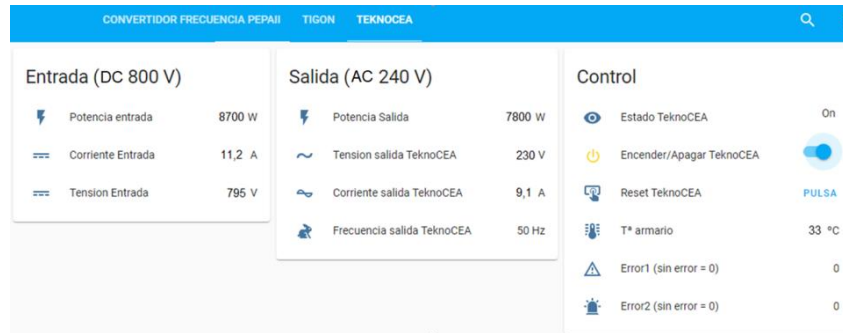 CONVERTIDOR FRECUENCIA PEPAII TIGON TEKNOCEA
Entrada (DC 800 V)
Potencia entrada 8700 W
Corriente Entrada 11,2 A
Tension Entrada 795 V
Salida (AC 240 V)
Potencia Salida 7800 W
Tension salida TeknoCEA 230 V
Corriente salida TeknoCEA 9,1 A
Frecuencia salida TeknoCEA 50 Hz
Control
Estado TeknoCEA On
Encender/Apagar TeknoCEA
Reset TeknoCEA PULSA
Tª armario 33 ºC
Error1 (sin error = 0) 0
Error2 (sin error = 0) 0